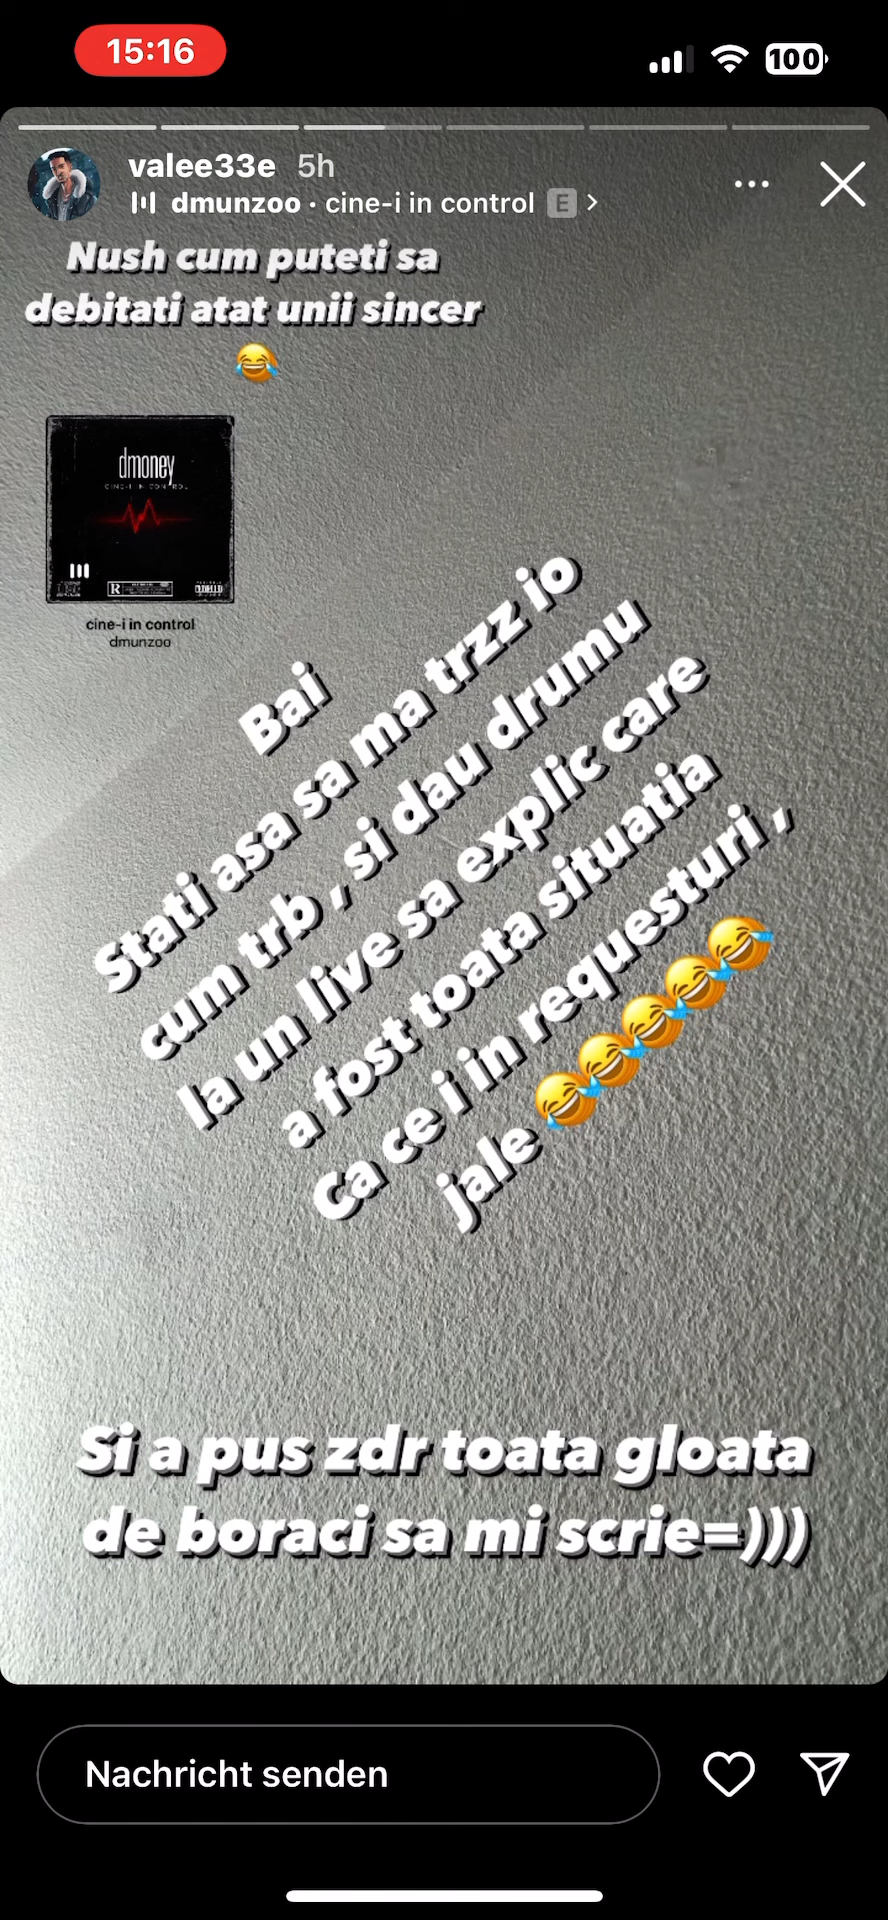 15:16
100
valee33e 5h
dmunzoo · cine-i in control E
Nush cum puteti sa
debitati atat unii sincer
😂
dmoney
CINE-I IN CONTROL
R
cine-i in control
dmunzoo
Bai
Stati asa sa ma trzz io
cum trb , si dau drumu
la un live sa explic care
a fost toata situatia
Ca ce i in requesturi ,
jale 😂😂😂😂😂
Si a pus zdr toata gloata
de boraci sa mi scrie=)))
Nachricht senden